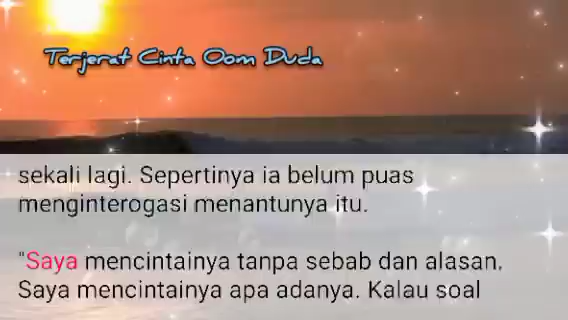 Terjerat Cinta Oom Duda
sekali lagi. Sepertinya ia belum puas
menginterogasi menantunya itu.
"Saya mencintainya tanpa sebab dan alasan.
Saya mencintainya apa adanya. Kalau soal